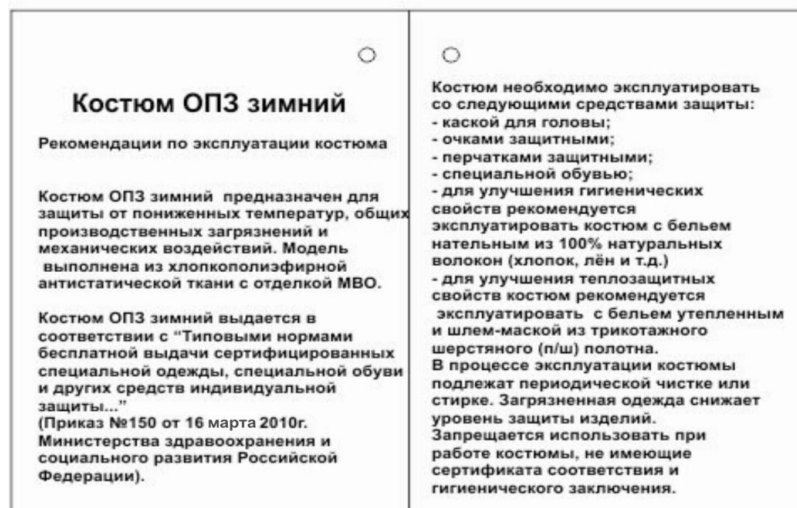 Костюм ОПЗ зимний
Рекомендации по эксплуатации костюма
Костюм ОПЗ зимний предназначен для
защиты от пониженных температур, общих
производственных загрязнений и
механических воздействий. Модель
выполнена из хлопкополиэфирной
антистатической ткани с отделкой МВО.
Костюм ОПЗ зимний выдается в
соответствии с “Типовыми нормами
бесплатной выдачи сертифицированных
специальной одежды, специальной обуви
и других средств индивидуальной
защиты...”
(Приказ №150 от 16 марта 2010г.
Министерства здравоохранения и
социального развития Российской
Федерации).
Костюм необходимо эксплуатировать
со следующими средствами защиты:
- каской для головы;
- очками защитными;
- перчатками защитными;
- специальной обувью;
- для улучшения гигиенических
свойств рекомендуется
эксплуатировать костюм с бельем
нательным из 100% натуральных
волокон (хлопок, лён и т.д.)
- для улучшения теплозащитных
свойств костюм рекомендуется
эксплуатировать с бельем утепленным
и шлем-маской из трикотажного
шерстяного (п/ш) полотна.
В процессе эксплуатации костюмы
подлежат периодической чистке или
стирке. Загрязненная одежда снижает
уровень защиты изделий.
Запрещается использовать при
работе костюмы, не имеющие
сертификата соответствия и
гигиенического заключения.